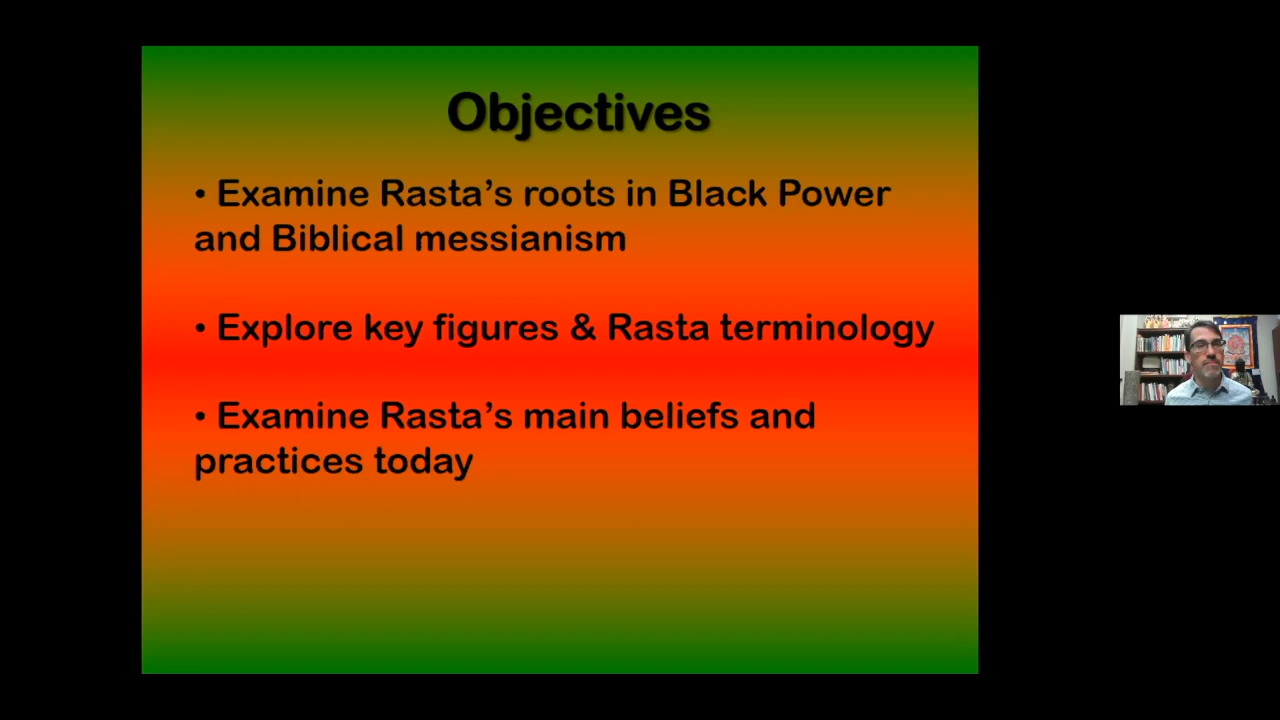 Objectives
• Examine Rasta’s roots in Black Power
and Biblical messianism
• Explore key figures & Rasta terminology
• Examine Rasta’s main beliefs and
practices today